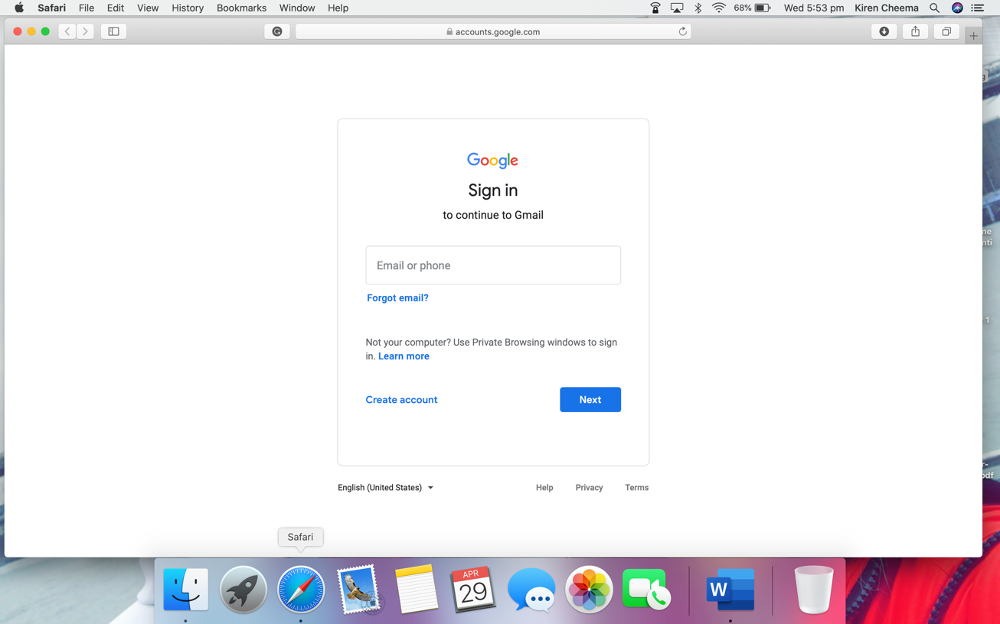 Safari File Edit View History Bookmarks Window Help 68% Wed 5:53 pm Kiren Cheema
accounts.google.com
Google
Sign in
to continue to Gmail
Email or phone
Forgot email?
Not your computer? Use Private Browsing windows to sign
in. Learn more
Create account Next
English (United States) Help Privacy Terms
Safari
APR
29
W